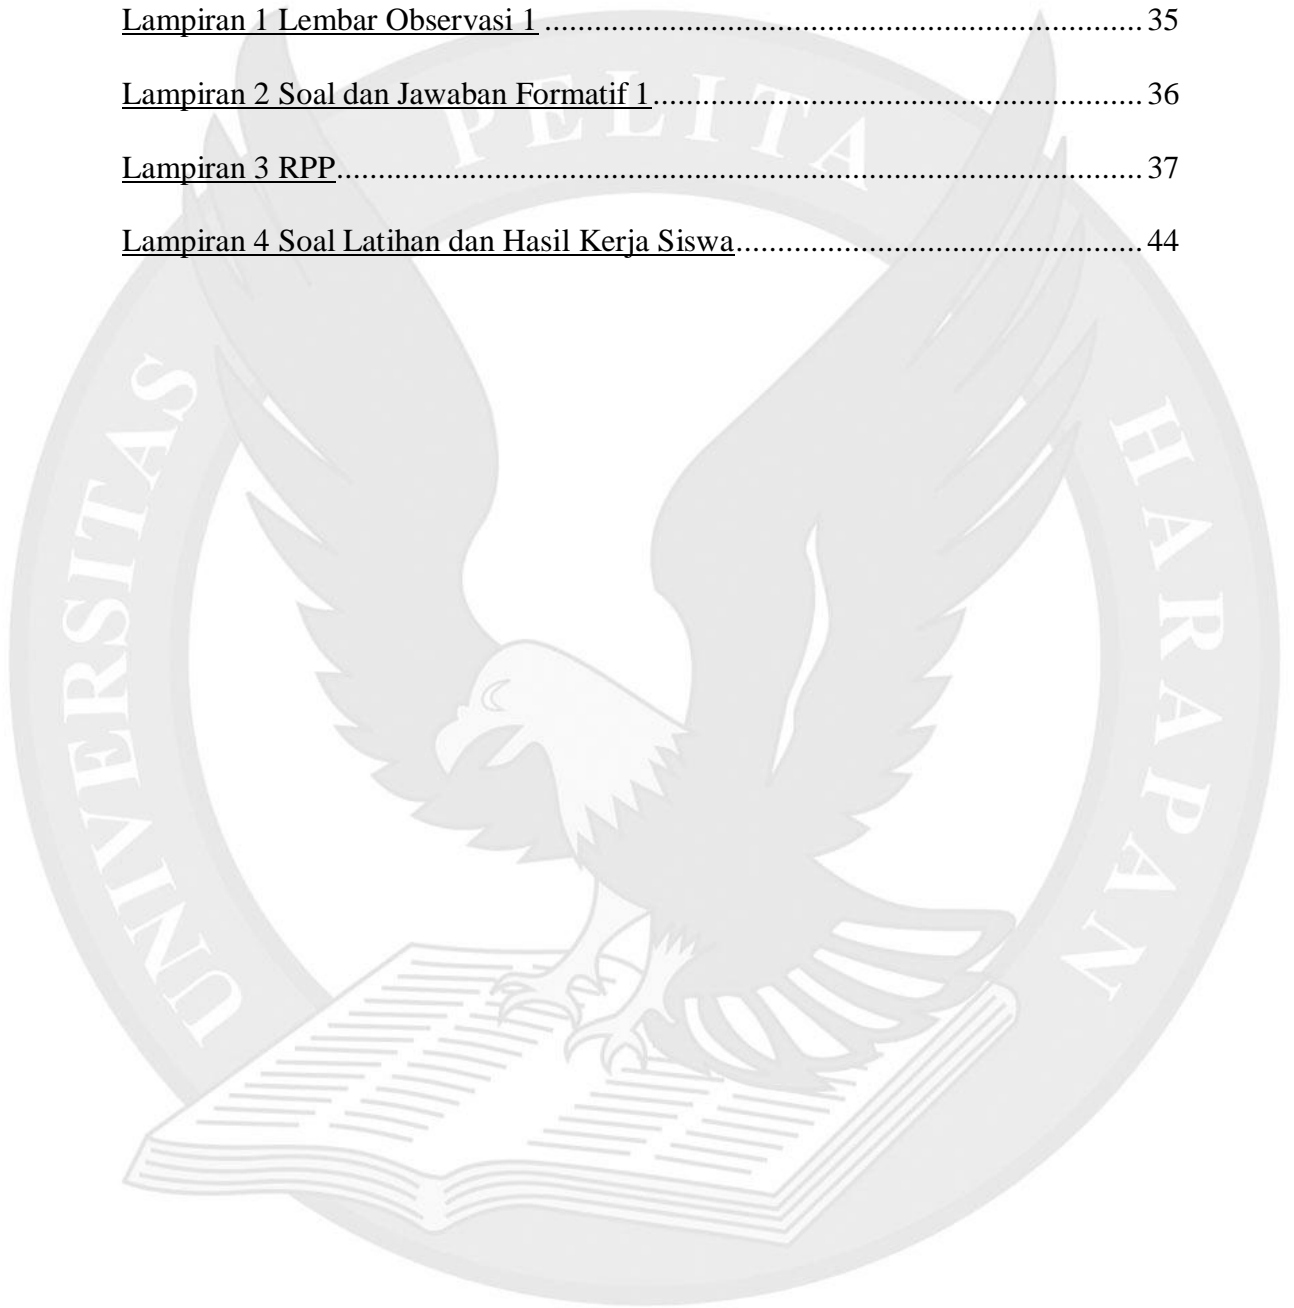 Lampiran 1 Lembar Observasi 1 ........................................................................... 35
Lampiran 2 Soal dan Jawaban Formatif 1............................................................. 36
Lampiran 3 RPP..................................................................................................... 37
Lampiran 4 Soal Latihan dan Hasil Kerja Siswa................................................... 44
UNIVERSITAS PELITA HARAPAN